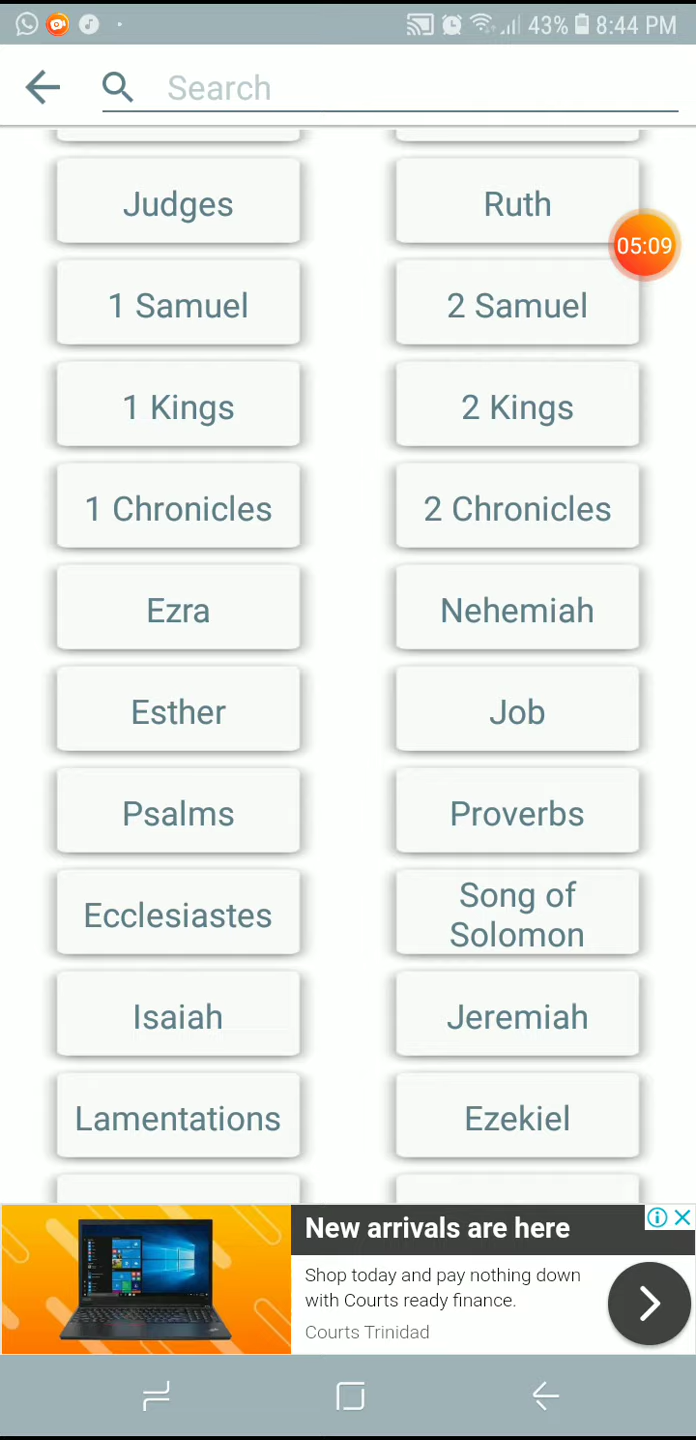 43% 8:44 PM
Search
Judges
Ruth
05:09
1 Samuel
2 Samuel
1 Kings
2 Kings
1 Chronicles
2 Chronicles
Ezra
Nehemiah
Esther
Job
Psalms
Proverbs
Ecclesiastes
Song of
Solomon
Isaiah
Jeremiah
Lamentations
Ezekiel
New arrivals are here
Shop today and pay nothing down
with Courts ready finance.
Courts Trinidad